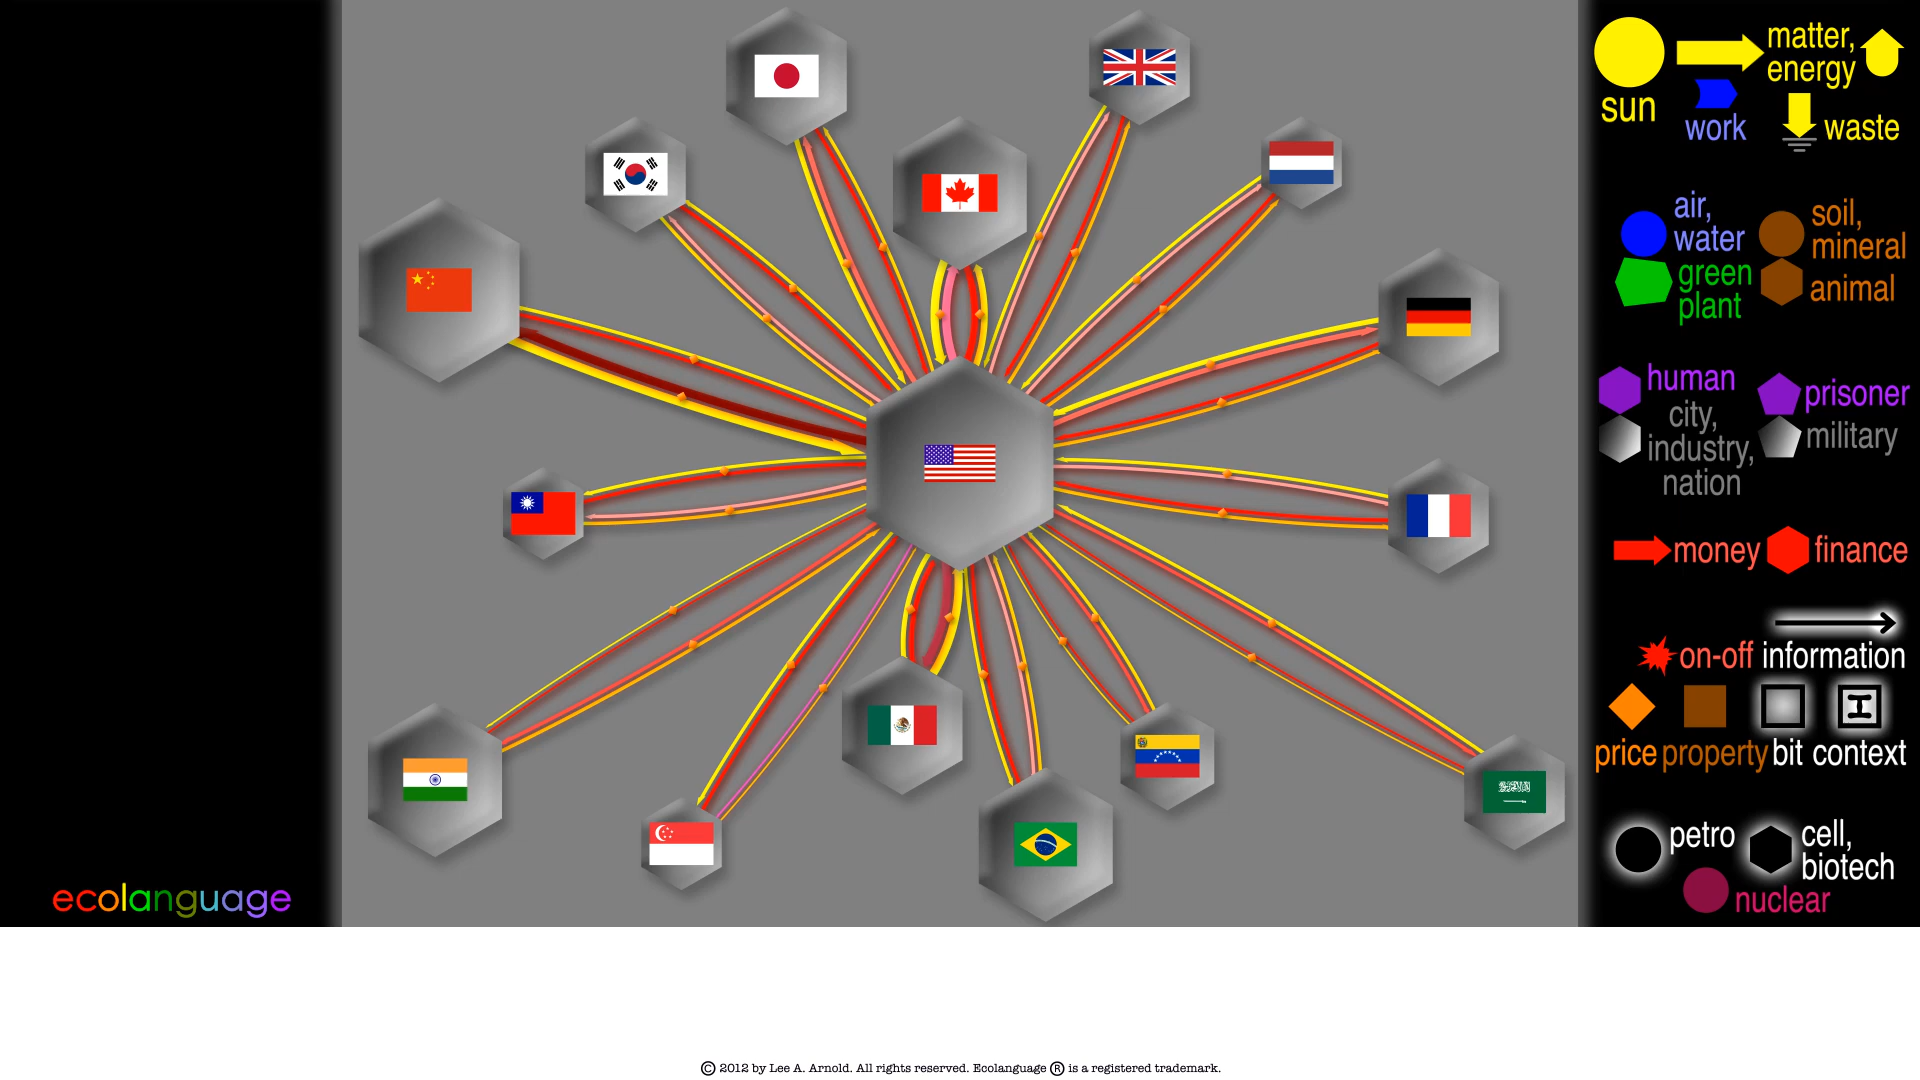 matter,
energy
sun
work
waste
air,
water
soil,
mineral
green
plant
animal
human
prisoner
city,
industry,
nation
military
money
finance
on-off
information
price
property
bit
context
petro
cell,
biotech
nuclear
ecolanguage
© 2012 by Lee A. Arnold. All rights reserved. Ecolanguage ® is a registered trademark.